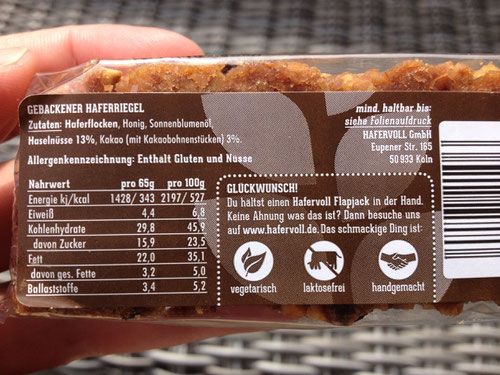 GEBACKENER HAFERRIEGEL
Zutaten: Haferflocken, Honig, Sonnenblumenöl,
Haselnüsse 13%, Kakao (mit Kakaobohnenstücken) 3%.
Allergenkennzeichnung: Enthält Gluten und Nüsse
mind. haltbar bis:
siehe Folienaufdruck
HAFERVOLL GmbH
Eupener Str. 165
50933 Köln
Nährwert pro 65g pro 100g
Energie kj/kcal 1428/ 343 2197/ 527
Eiweiß 4,4 6,8
Kohlenhydrate 29,8 45,9
davon Zucker 15,9 23,5
Fett 22,0 35,1
davon ges. Fette 3,2 5,0
Ballaststoffe 3,4 5,2
GLÜCKWUNSCH!
Du hältst einen Hafervoll Flapjack in der Hand.
Keine Ahnung was das ist? Dann besuche uns
auf www.hafervoll.de. Das schmackige Ding ist:
vegetarisch laktosefrei handgemacht